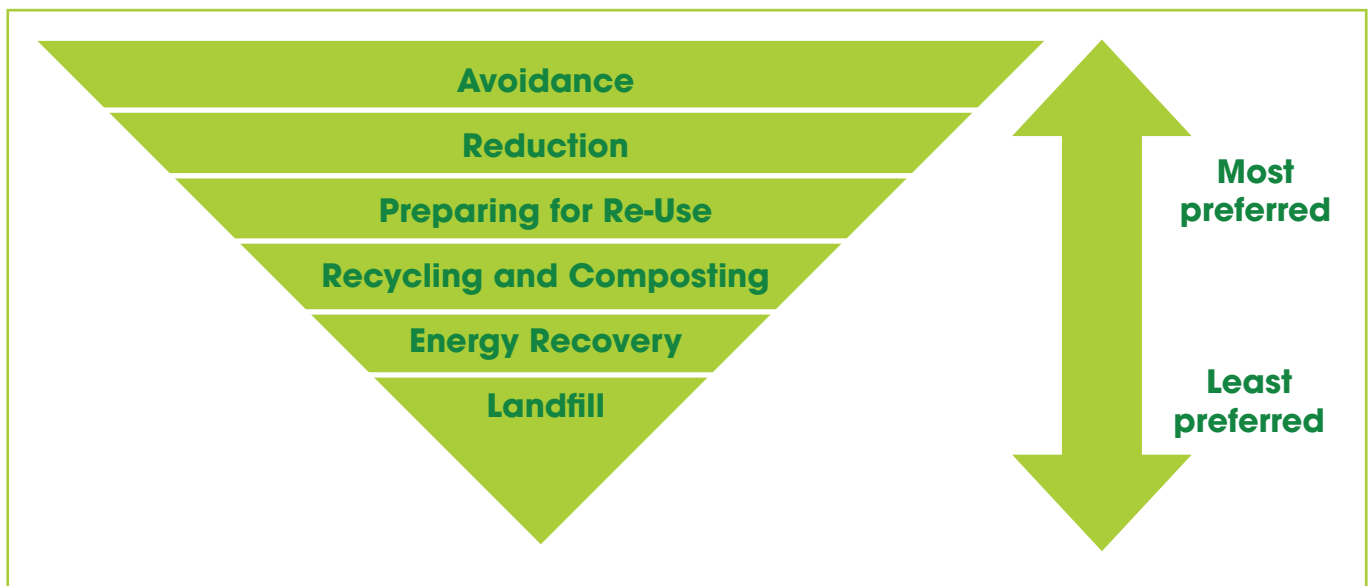 Avoidance
Reduction
Preparing for Re-Use
Recycling and Composting
Energy Recovery
Landfill
Most
preferred
Least
preferred